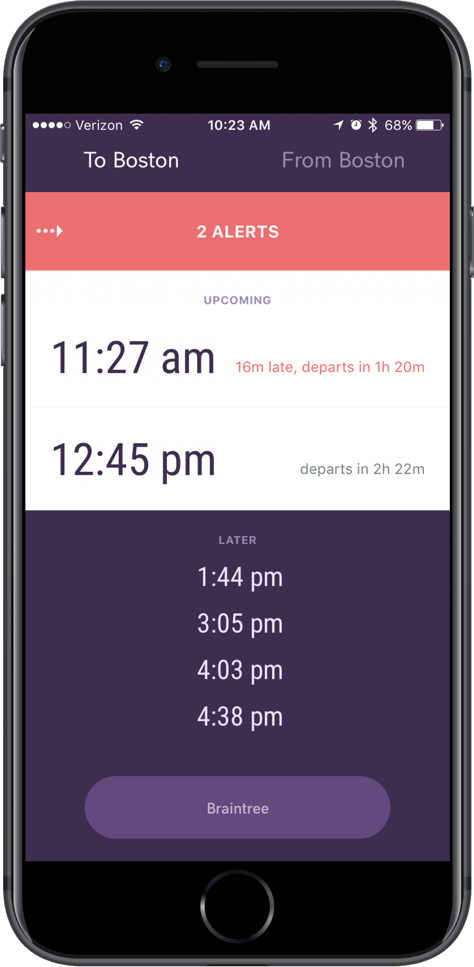 Verizon 10:23 AM 68%
To Boston From Boston
2 ALERTS
UPCOMING
11:27 am 16m late, departs in 1h 20m
12:45 pm departs in 2h 22m
LATER
1:44 pm
3:05 pm
4:03 pm
4:38 pm
Braintree